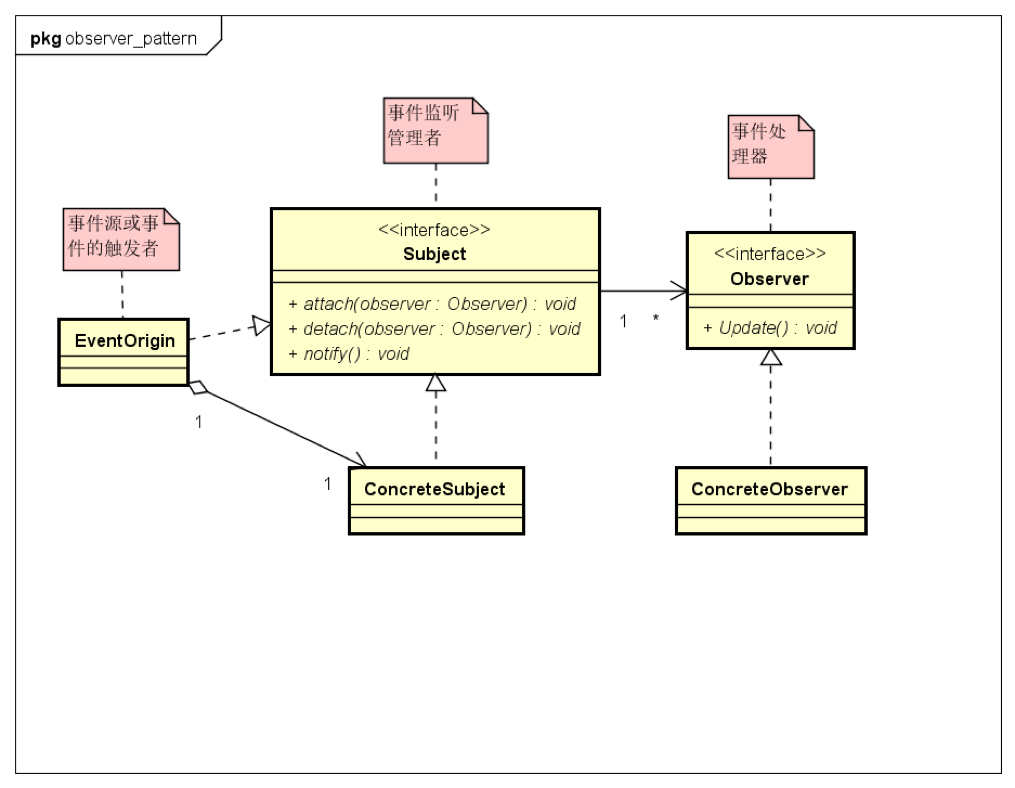 pkg observer_pattern
事件监听
管理者
事件处
理器
事件源或事
件的触发者
<<interface>>
Subject
+ attach(observer : Observer) : void
+ detach(observer : Observer) : void
+ notify() : void
<<interface>>
Observer
+ Update() : void
EventOrigin
1
*
1
1
ConcreteSubject
ConcreteObserver